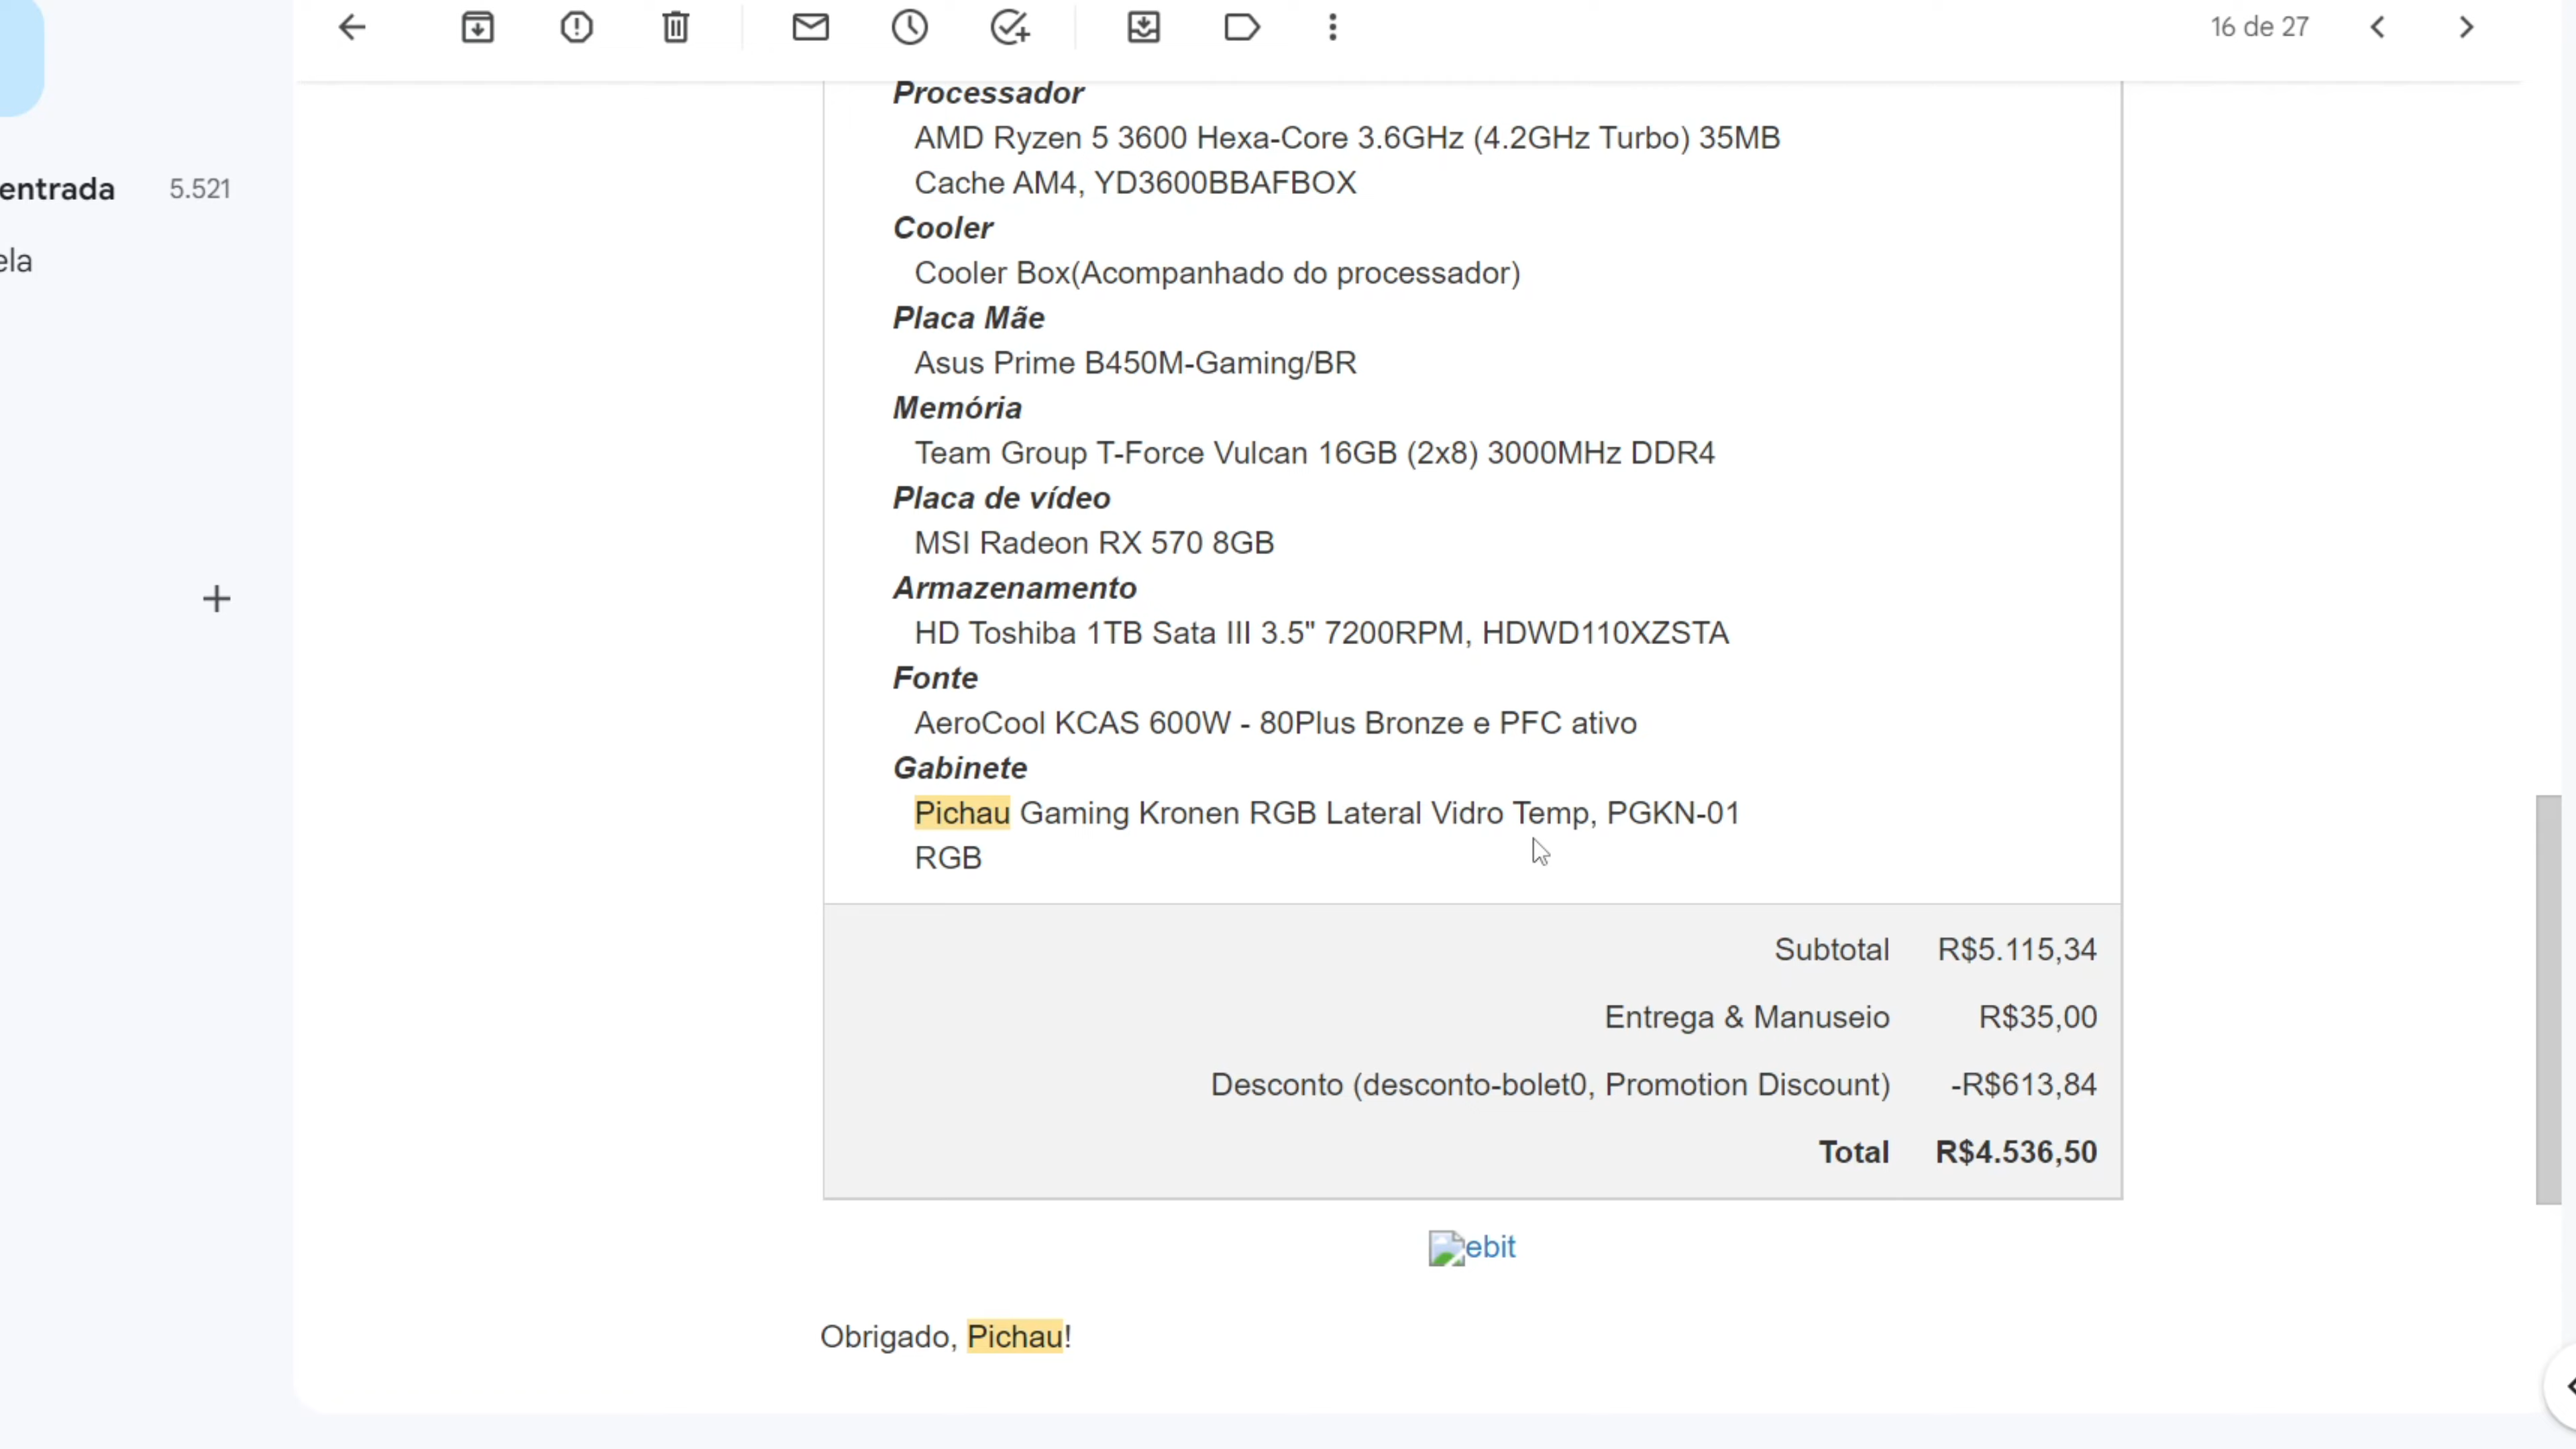 16 de 27
entrada 5.521
ela
Processador
AMD Ryzen 5 3600 Hexa-Core 3.6GHz (4.2GHz Turbo) 35MB
Cache AM4, YD3600BBAFBOX
Cooler
Cooler Box(Acompanhado do processador)
Placa Mãe
Asus Prime B450M-Gaming/BR
Memória
Team Group T-Force Vulcan 16GB (2x8) 3000MHz DDR4
Placa de vídeo
MSI Radeon RX 570 8GB
Armazenamento
HD Toshiba 1TB Sata III 3.5" 7200RPM, HDWD110XZSTA
Fonte
AeroCool KCAS 600W - 80Plus Bronze e PFC ativo
Gabinete
Pichau Gaming Kronen RGB Lateral Vidro Temp, PGKN-01
RGB
Subtotal R$5.115,34
Entrega & Manuseio R$35,00
Desconto (desconto-bolet0, Promotion Discount) -R$613,84
Total R$4.536,50
ebit
Obrigado, Pichau!